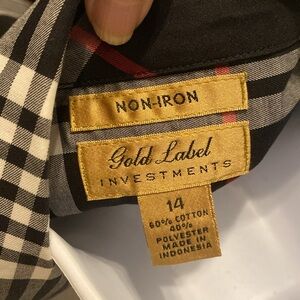 NON-IRON
Gold Label
INVESTMENTS
14
60% COTTON
40%
POLYESTER
MADE IN
INDONESIA